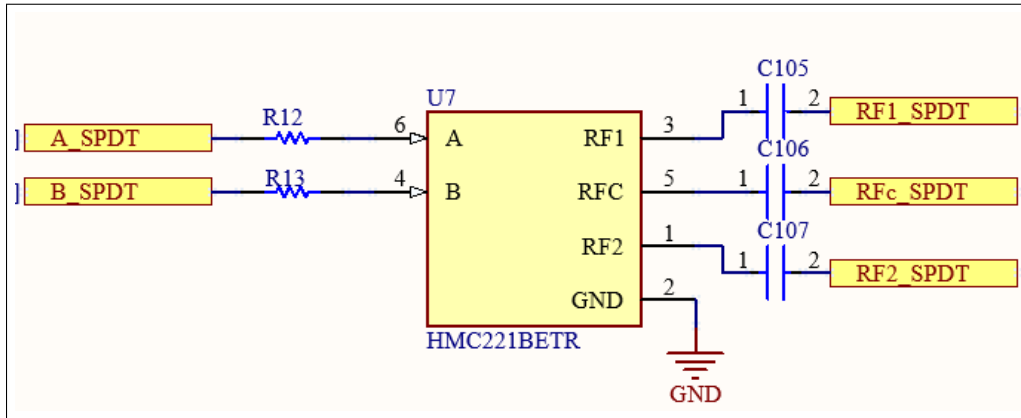 C105
U7
R12
1
2
RF1_SPDT
A_SPDT
6
A
RF1
3
C106
R13
B_SPDT
4
B
RFC
5
1
2
RFc_SPDT
C107
RF2
1
1
2
RF2_SPDT
GND
2
HMC221BETR
GND